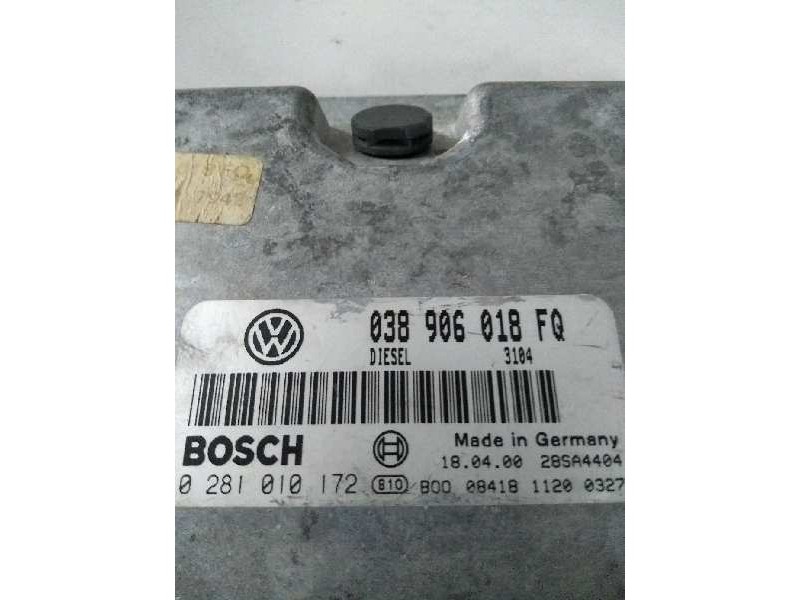 038 906 018 FQ
DIESEL 3104
BOSCH
Made in Germany
18.04.00 28SA4404
0 281 010 172 810 B00 08418 1120 0327